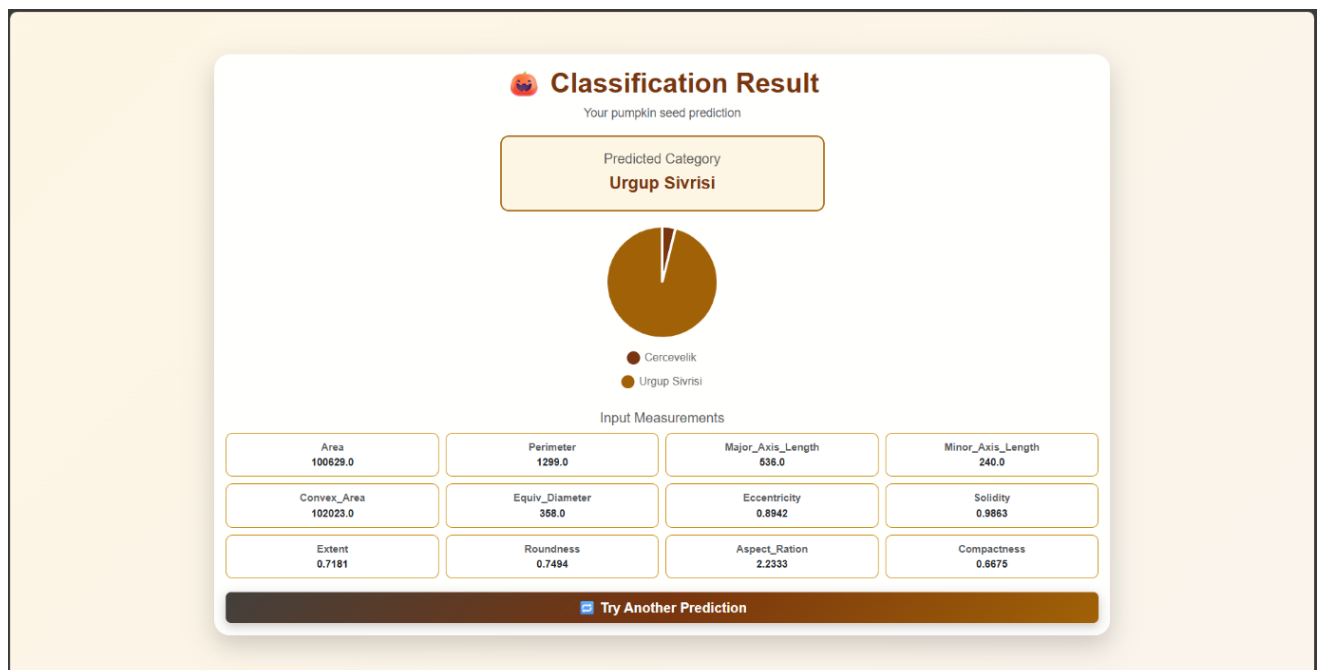 Classification Result
Your pumpkin seed prediction
Predicted Category
Urgup Sivrisi
Cercevelik
Urgup Sivrisi
Input Measurements
Area
100629.0
Perimeter
1299.0
Major_Axis_Length
536.0
Minor_Axis_Length
240.0
Convex_Area
102023.0
Equiv_Diameter
358.0
Eccentricity
0.8942
Solidity
0.9863
Extent
0.7181
Roundness
0.7494
Aspect_Ration
2.2333
Compactness
0.6675
Try Another Prediction